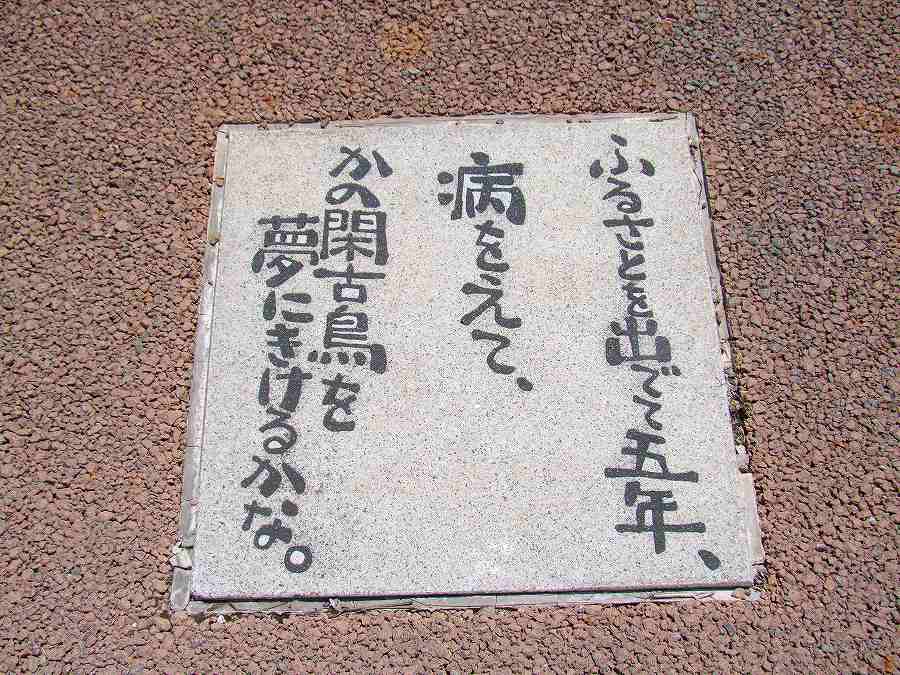 ふるさとを出でて五年、
病をえて、
かの閑古鳥を
夢にきけるかな。